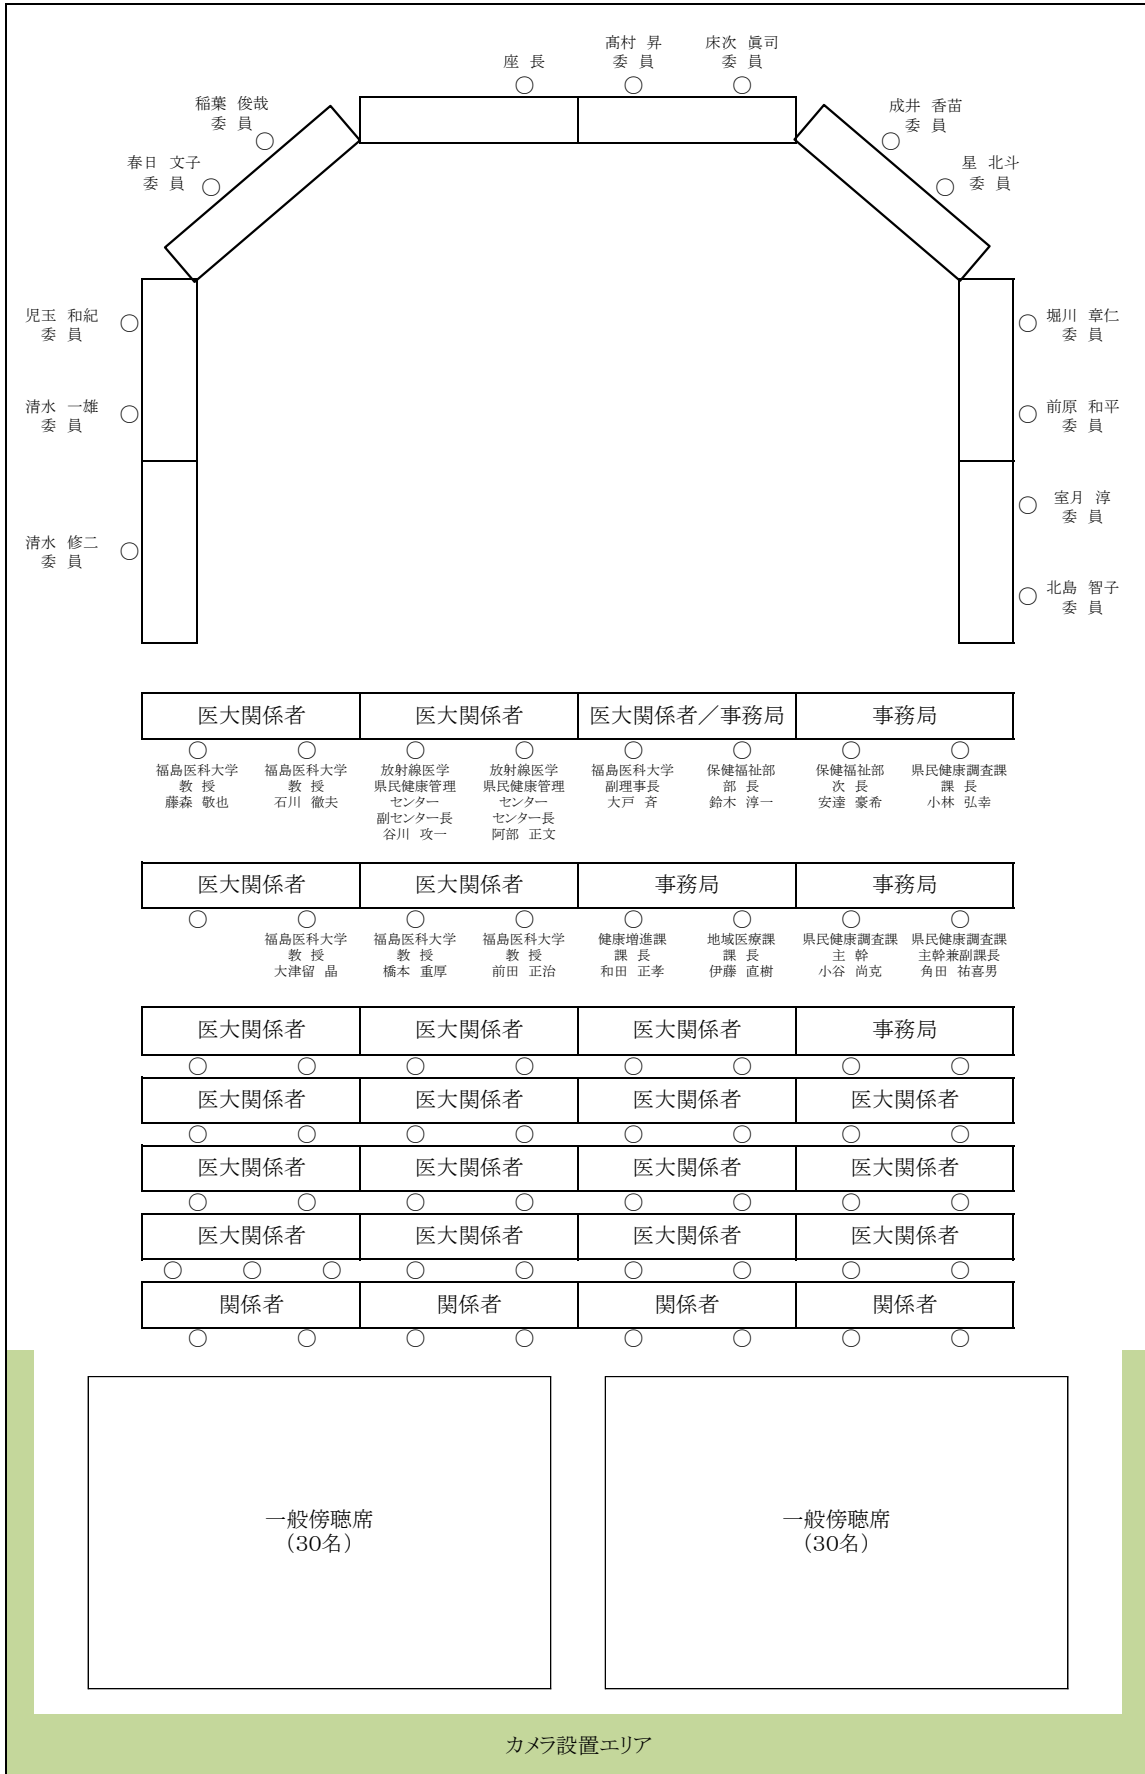 座 長
髙村 昇
委 員
床次 眞司
委 員
稲葉 俊哉
委 員
成井 香苗
委 員
春日 文子
委 員
星 北斗
委 員
児玉 和紀
委 員
堀川 章仁
委 員
清水 一雄
委 員
前原 和平
委 員
室月 淳
委 員
清水 修二
委 員
北島 智子
委 員
医大関係者
医大関係者
医大関係者／事務局
事務局
福島医科大学
教 授
藤森 敬也
福島医科大学
教 授
石川 徹夫
放射線医学
県民健康管理
センター
副センター長
谷川 攻一
放射線医学
県民健康管理
センター
センター長
阿部 正文
福島医科大学
副理事長
大戸 斉
保健福祉部
部 長
鈴木 淳一
保健福祉部
次 長
安達 豪希
県民健康調査課
課 長
小林 弘幸
医大関係者
医大関係者
事務局
事務局
福島医科大学
教 授
大津留 晶
福島医科大学
教 授
橋本 重厚
福島医科大学
教 授
前田 正治
健康増進課
課 長
和田 正孝
地域医療課
課 長
伊藤 直樹
県民健康調査課
主 幹
小谷 尚克
県民健康調査課
主幹兼副課長
角田 祐喜男
医大関係者
医大関係者
医大関係者
事務局
医大関係者
医大関係者
医大関係者
医大関係者
医大関係者
医大関係者
医大関係者
医大関係者
医大関係者
医大関係者
医大関係者
医大関係者
関係者
関係者
関係者
関係者
一般傍聴席
（30名）
一般傍聴席
（30名）
カメラ設置エリア